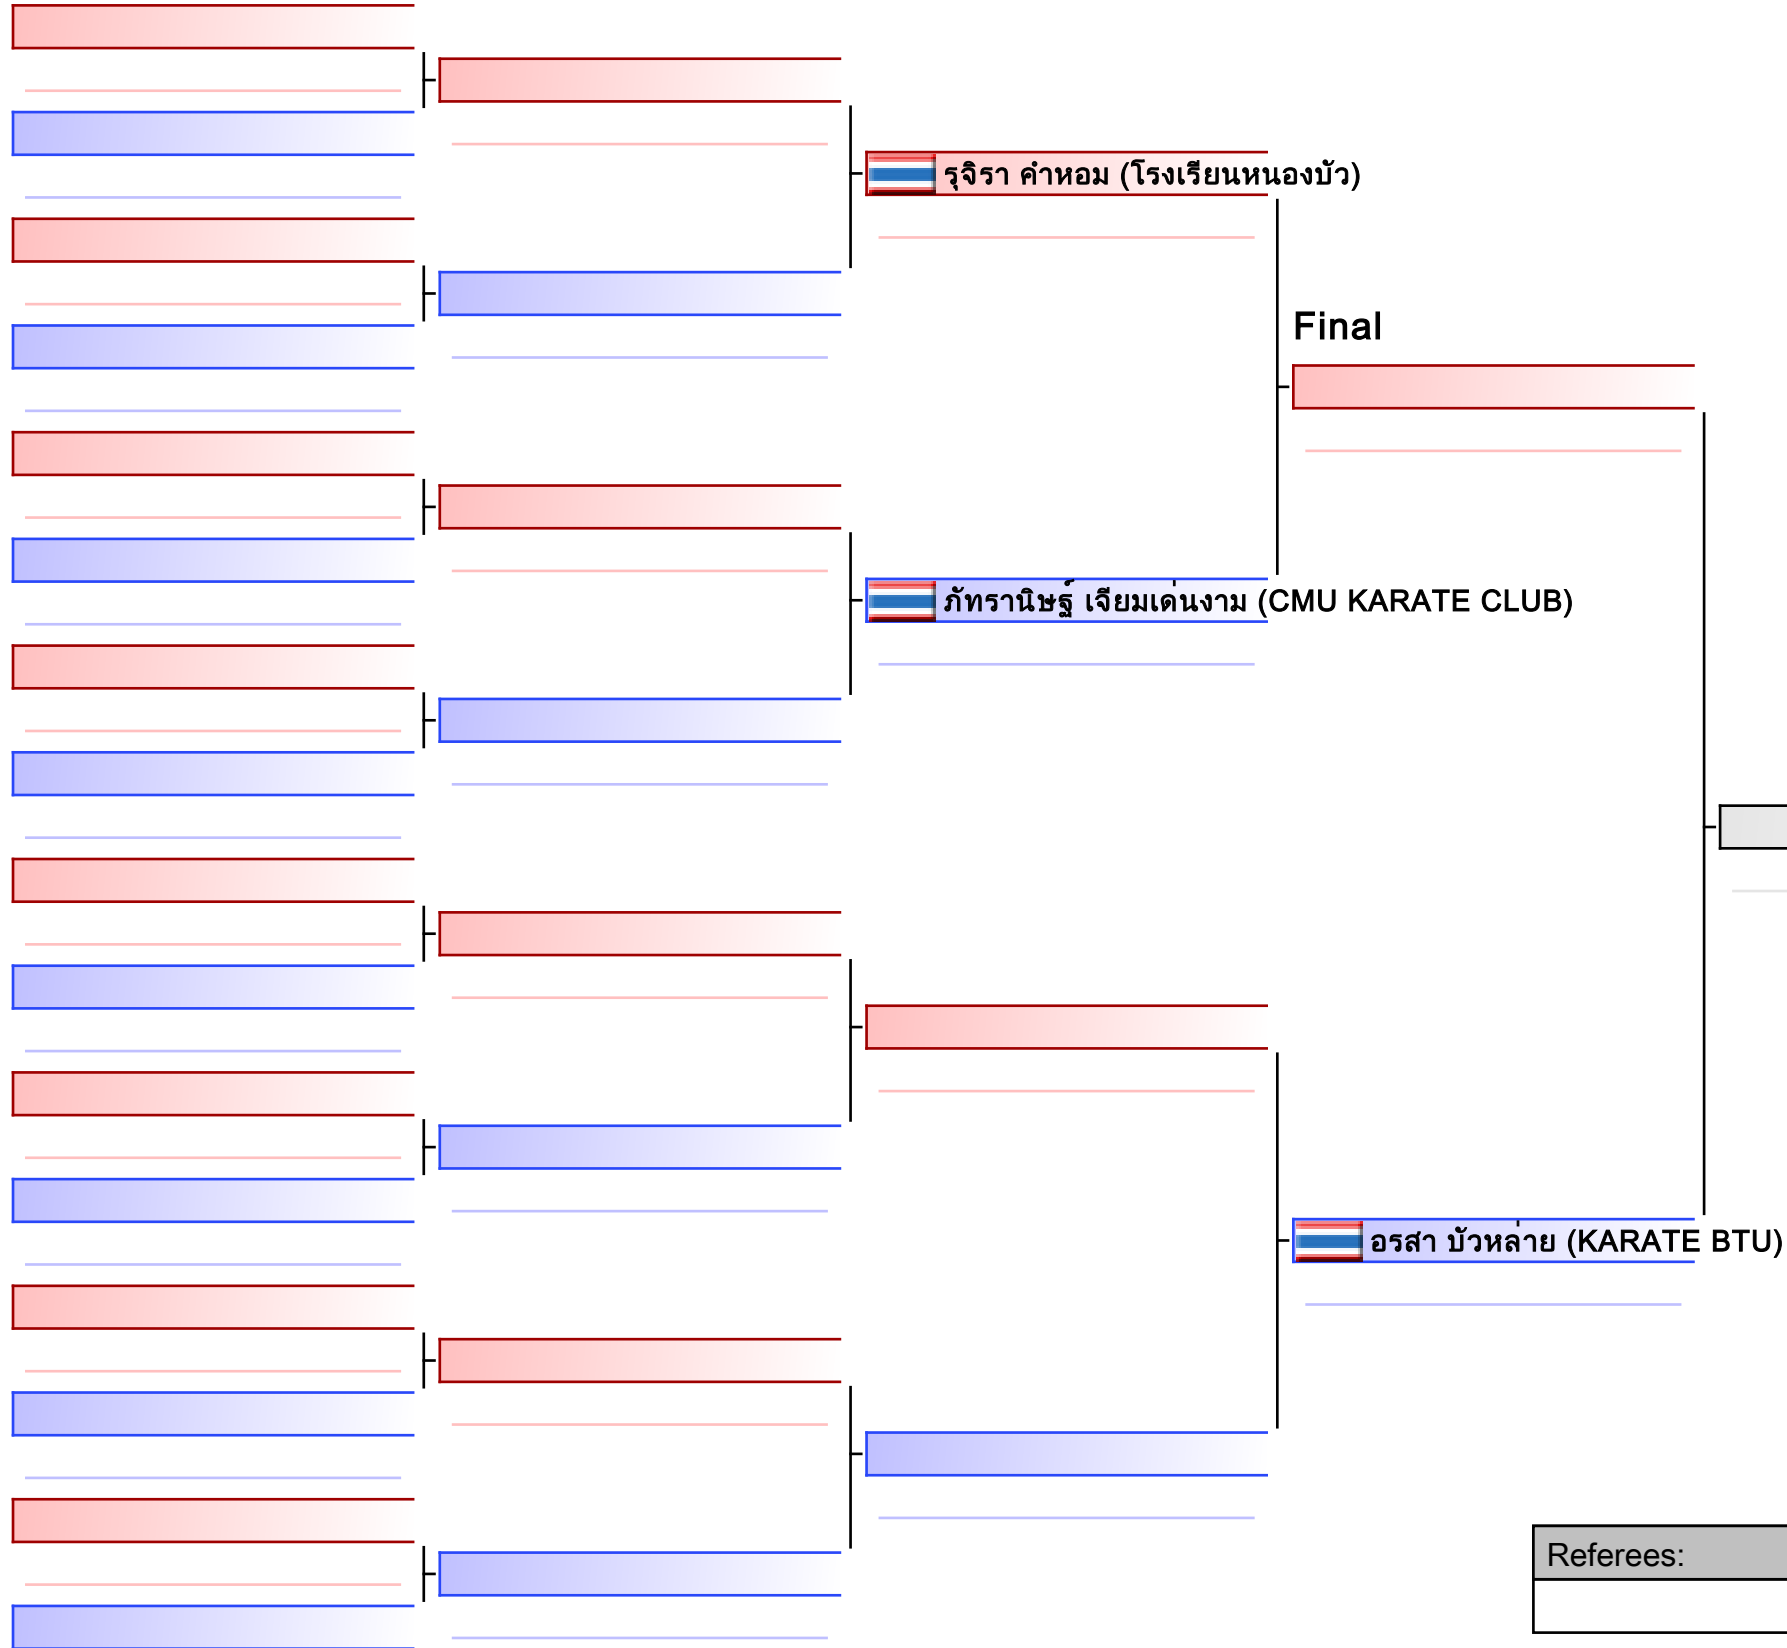 รุจิรา คำหอม (โรงเรียนหนองบัว)
Final
ภัทรานิษฐ์ เจียมเด่นงาม (CMU KARATE CLUB)
อรสา บัวหล่าย (KARATE BTU)
Referees: